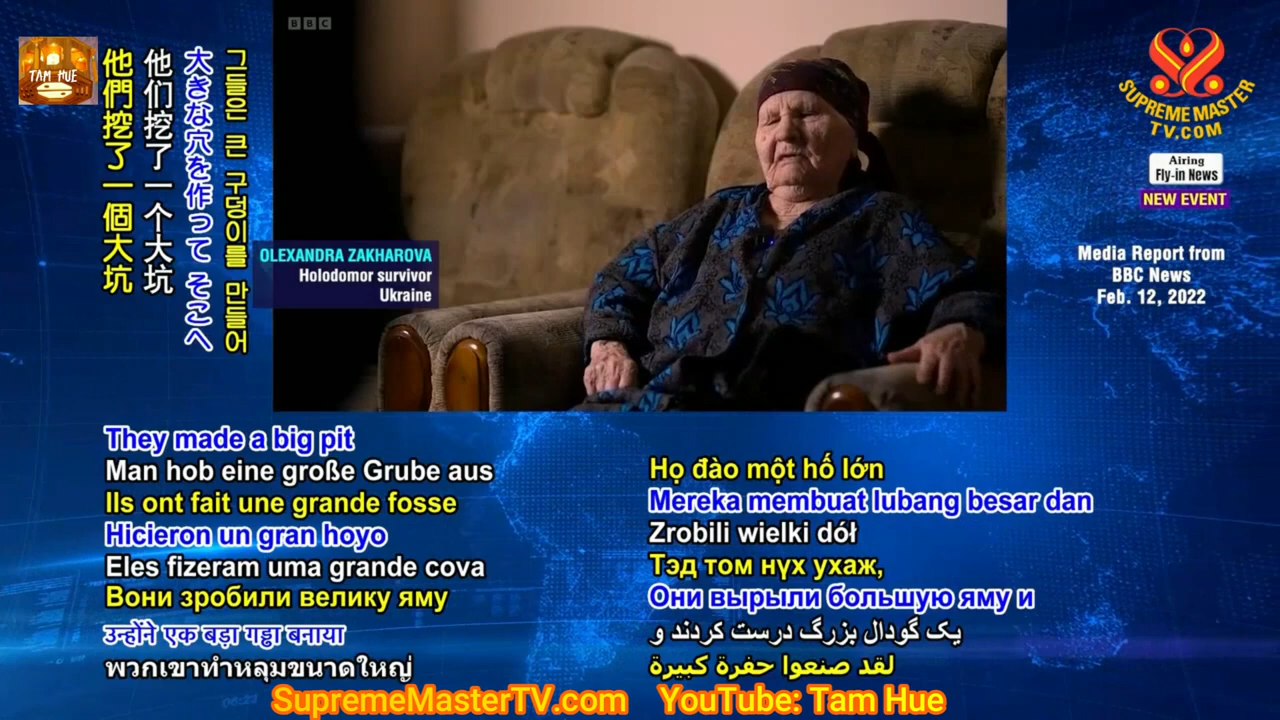 BBC
TAM HUE
他們挖了一個大坑
他们挖了一个大坑
大きな穴を作って そこへ
그들은 큰 구덩이를 만들어
OLEXANDRA ZAKHAROVA
Holodomor survivor
Ukraine
SUPREME MASTER
TV.COM
Airing
Fly-in News
NEW EVENT
Media Report from
BBC News
Feb. 12, 2022
They made a big pit
Man hob eine große Grube aus
Ils ont fait une grande fosse
Hicieron un gran hoyo
Eles fizeram uma grande cova
Вони зробили велику яму
उन्होंने एक बड़ा गड्ढा बनाया
พวกเขาทำหลุมขนาดใหญ่
Họ đào một hố lớn
Mereka membuat lubang besar dan
Zrobili wielki dół
Тэд том нүх ухаж,
Они вырыли большую яму и
یک گودال بزرگ درست کردند و
لقد صنعوا حفرة كبيرة
SupremeMasterTV.com YouTube: Tam Hue